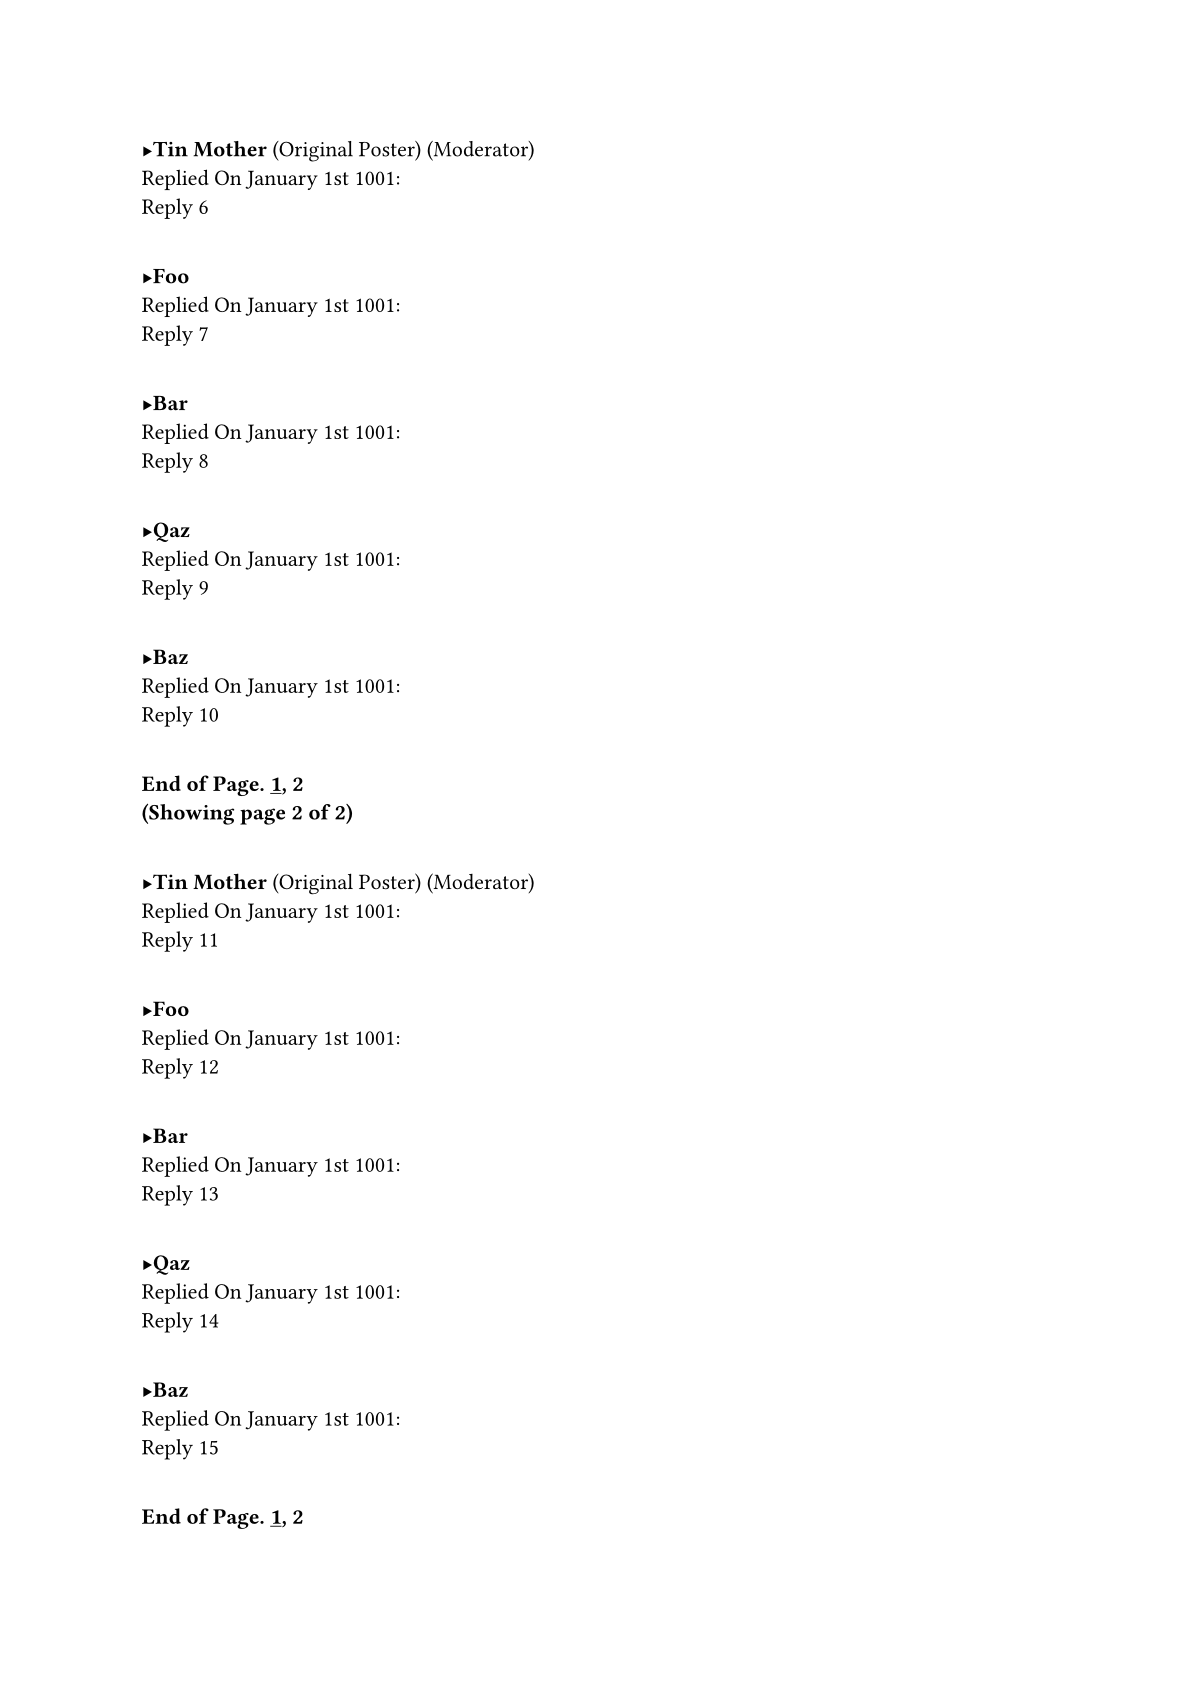 ▸Tin Mother (Original Poster) (Moderator)
Replied On January 1st 1001:
Reply 6
▸Foo
Replied On January 1st 1001:
Reply 7
▸Bar
Replied On January 1st 1001:
Reply 8
▸Qaz
Replied On January 1st 1001:
Reply 9
▸Baz
Replied On January 1st 1001:
Reply 10
End of Page. 1, 2
(Showing page 2 of 2)
▸Tin Mother (Original Poster) (Moderator)
Replied On January 1st 1001:
Reply 11
▸Foo
Replied On January 1st 1001:
Reply 12
▸Bar
Replied On January 1st 1001:
Reply 13
▸Qaz
Replied On January 1st 1001:
Reply 14
▸Baz
Replied On January 1st 1001:
Reply 15
End of Page. 1, 2